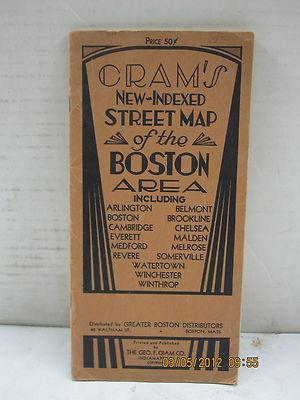 PRICE 50¢
CRAM'S
NEW-INDEXED
STREET MAP
of the
BOSTON
AREA
INCLUDING
ARLINGTON BELMONT
BOSTON BROOKLINE
CAMBRIDGE CHELSEA
EVERETT MALDEN
MEDFORD MELROSE
REVERE SOMERVILLE
WATERTOWN
WINCHESTER
WINTHROP
Distributed by GREATER BOSTON DISTRIBUTORS
BOSTON, MASS.
Printed and Published
by
THE GEO. F. CRAM CO.
03/05/2012 09:55